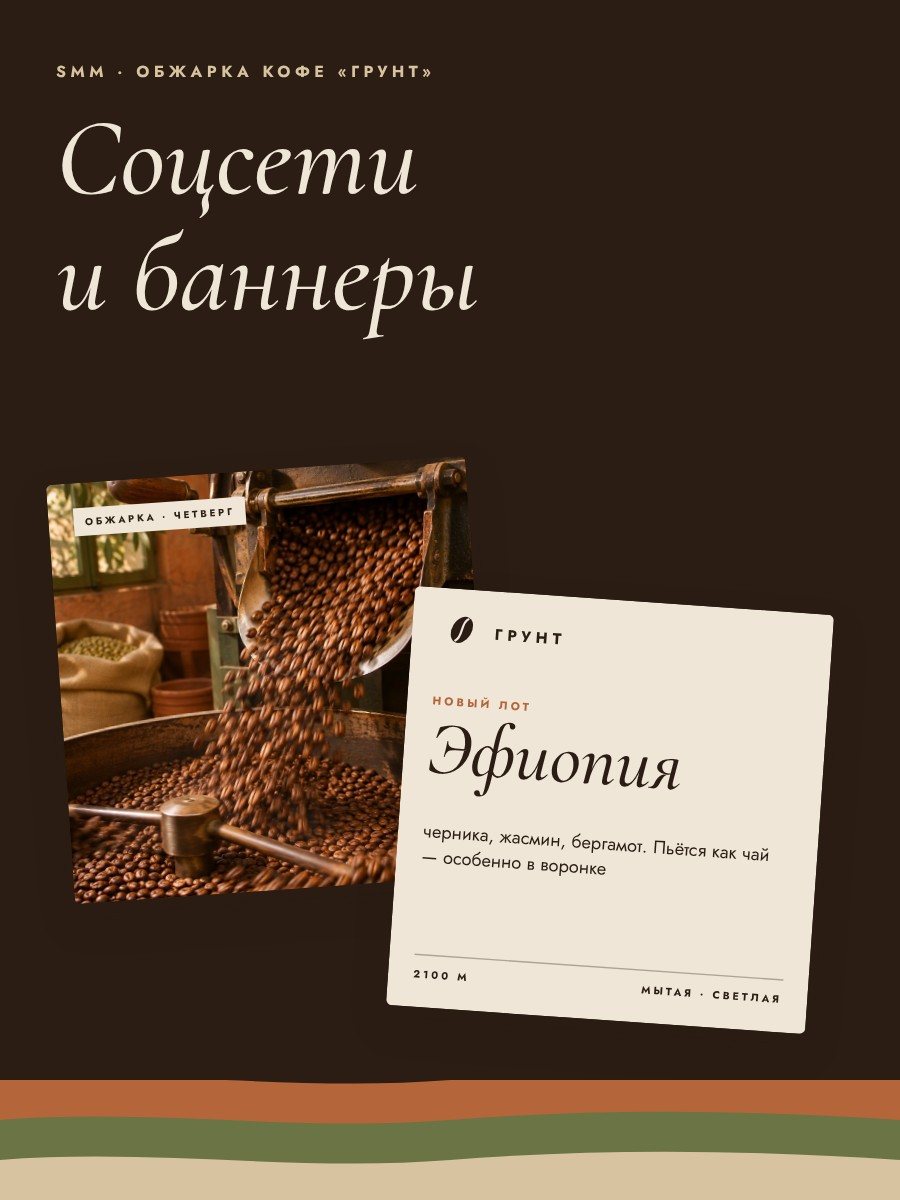 SMM · ОБЖАРКА КОФЕ «ГРУНТ»
Соцсети
и баннеры
ОБЖАРКА · ЧЕТВЕРГ
ГРУНТ
НОВЫЙ ЛОТ
Эфиопия
черника, жасмин, бергамот. Пьётся как чай
— особенно в воронке
2100 М
МЫТАЯ · СВЕТЛАЯ